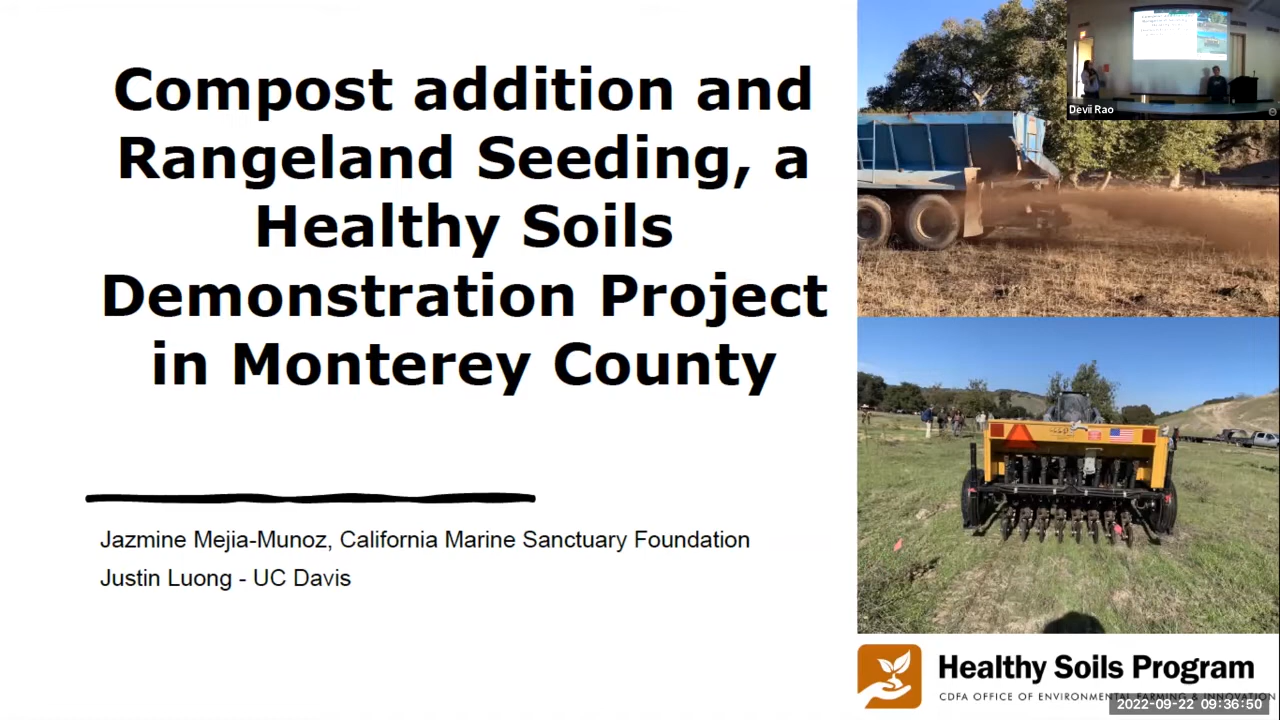 Compost addition and
Rangeland Seeding, a
Healthy Soils
Demonstration Project
in Monterey County
Jazmine Mejia-Munoz, California Marine Sanctuary Foundation
Justin Luong - UC Davis
Devii Rao
Healthy Soils Program
CDFA OFFICE OF ENVIRONMENTAL FARMING & INNOVATION
2022-09-22 09:36:50